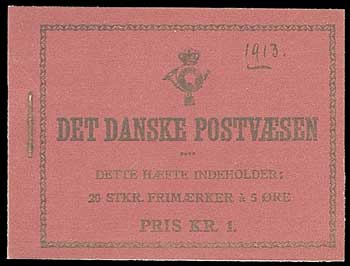 1913.
DET DANSKE POSTVÆSEN
DETTE HÆFTE INDEHOLDER;
20 STKR. FRIMÆRKER à 5 ØRE
PRIS KR. 1.